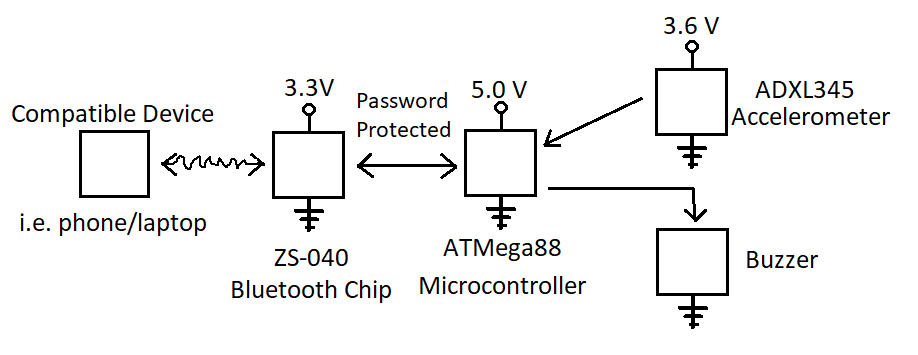 3.6 V
3.3V
5.0 V
Compatible Device
Password
Protected
ADXL345
Accelerometer
i.e. phone/laptop
ZS-040
Bluetooth Chip
ATMega88
Microcontroller
Buzzer